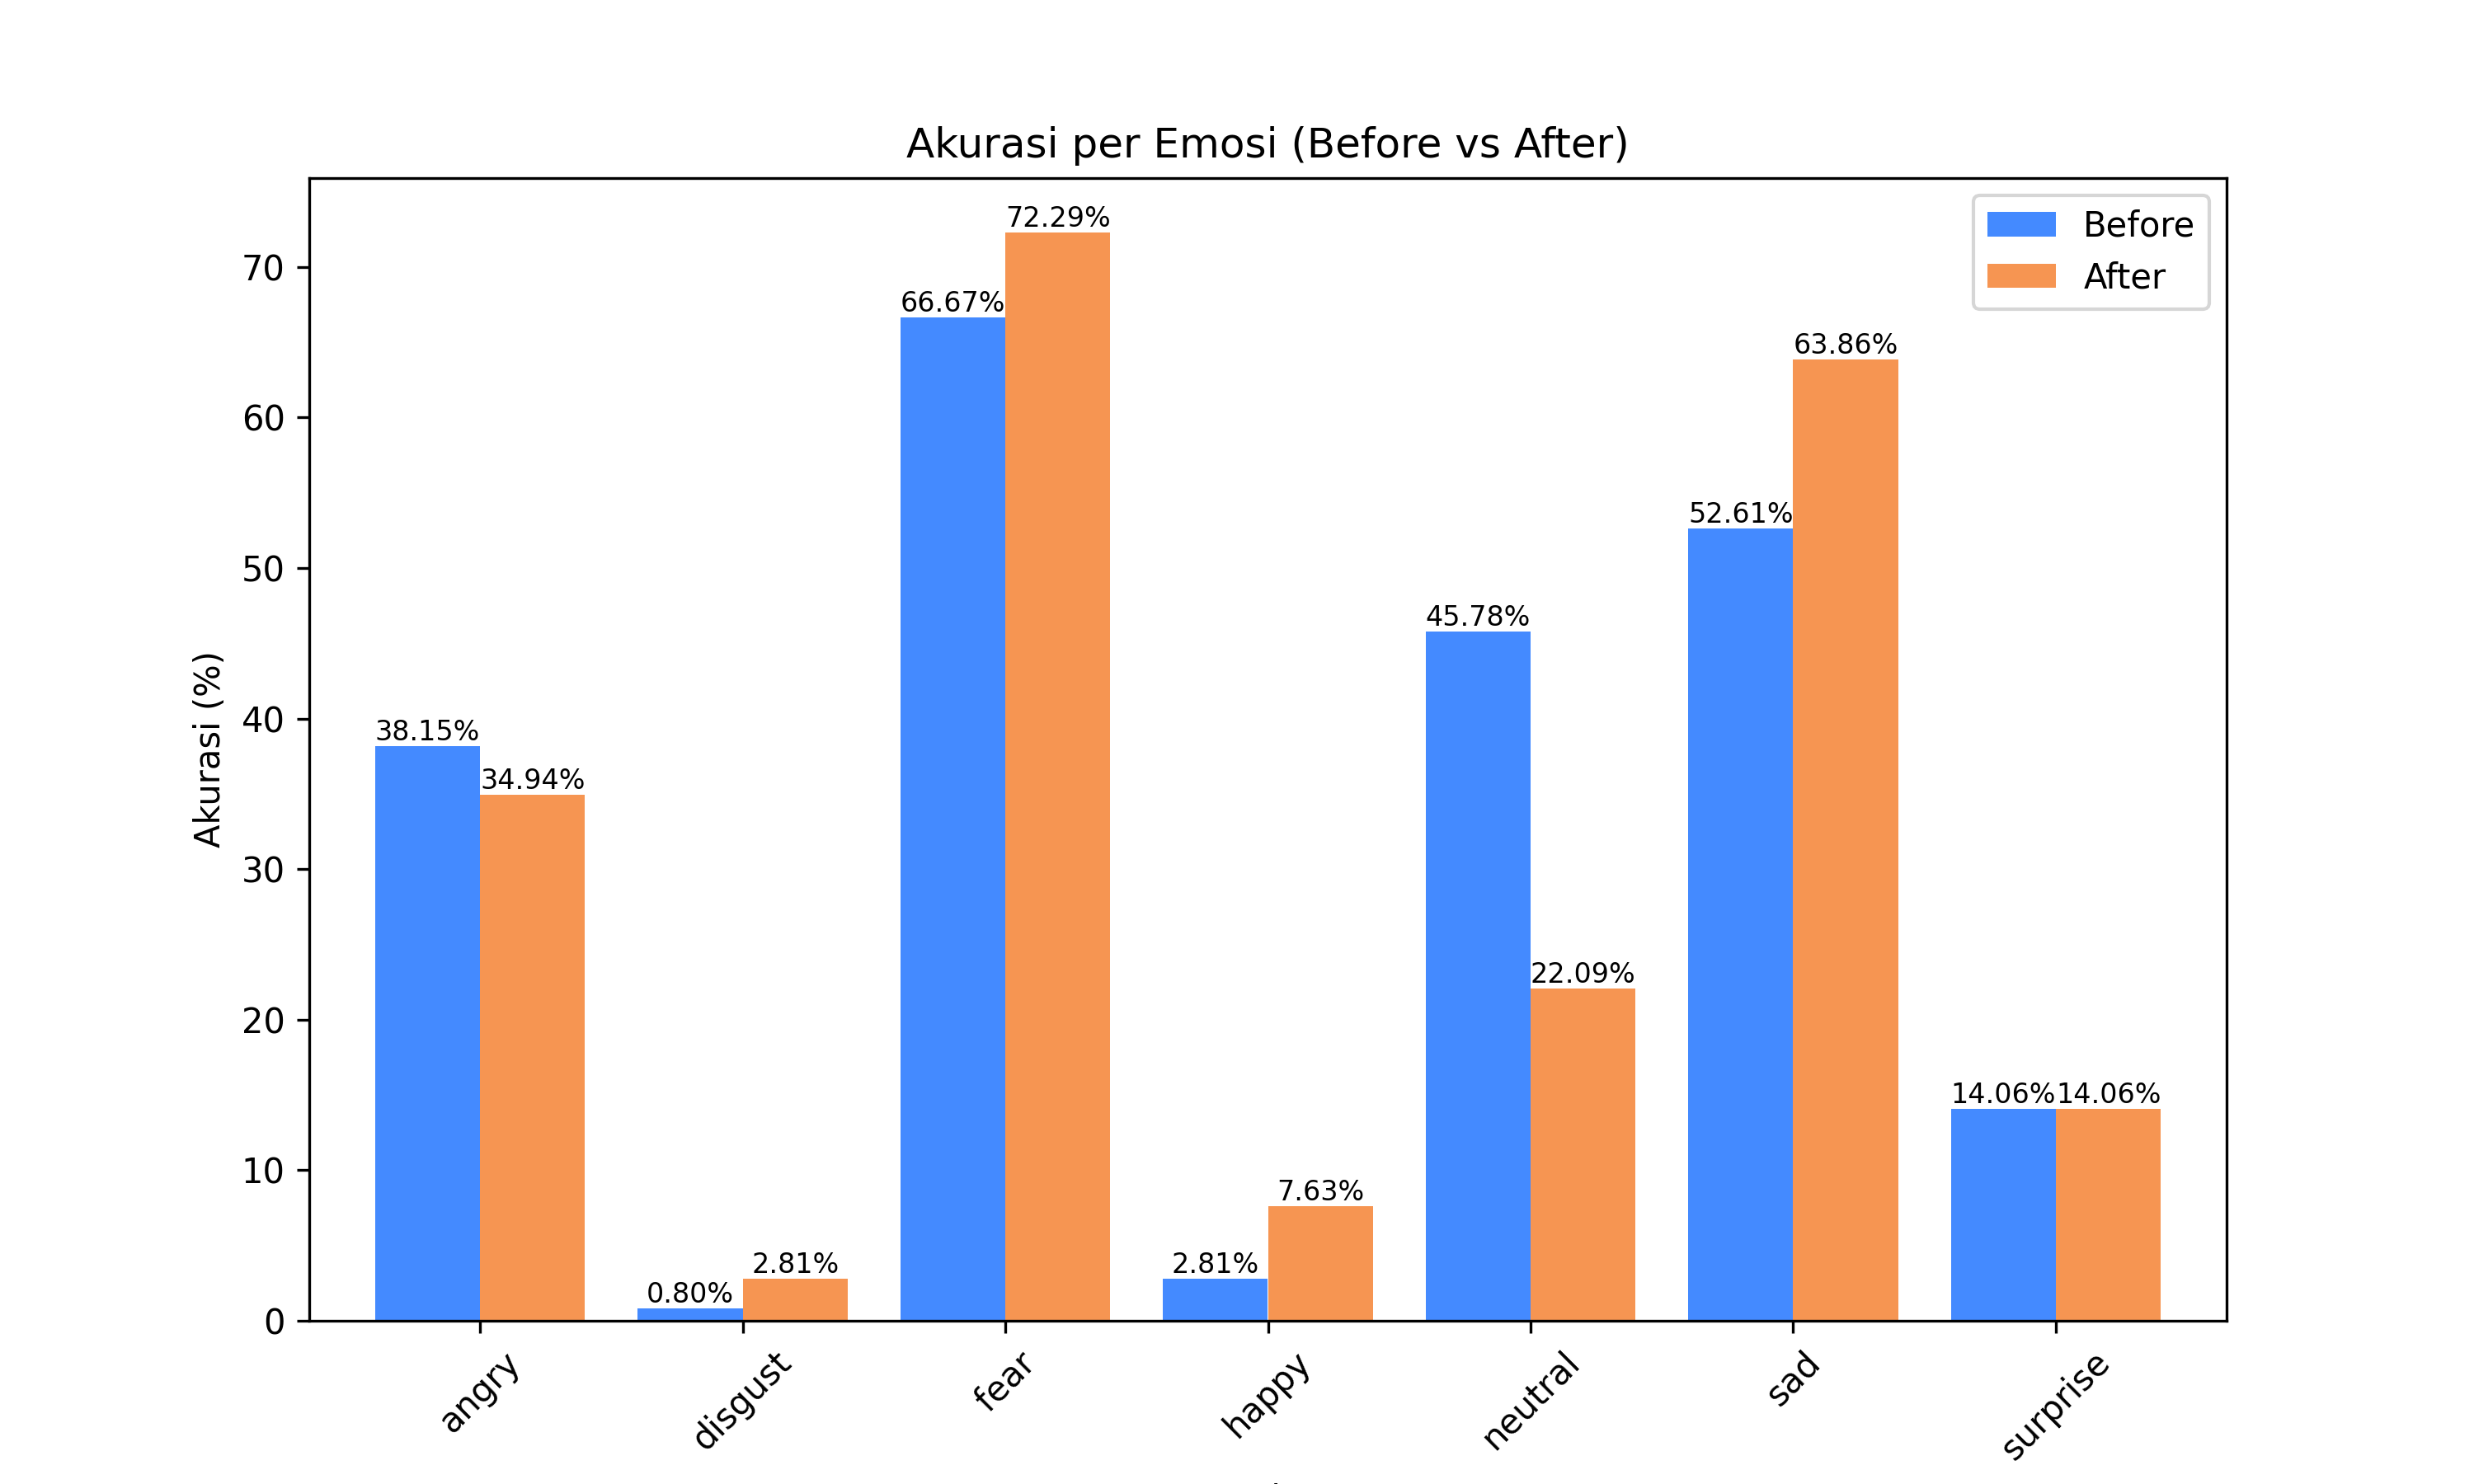 Akurasi per Emosi (Before vs After)
Before
After
Akurasi (%)
70
60
50
40
30
20
10
0
38.15%
34.94%
0.80%
2.81%
66.67%
72.29%
2.81%
7.63%
45.78%
22.09%
52.61%
63.86%
14.06%
14.06%
angry
disgust
fear
happy
neutral
sad
surprise